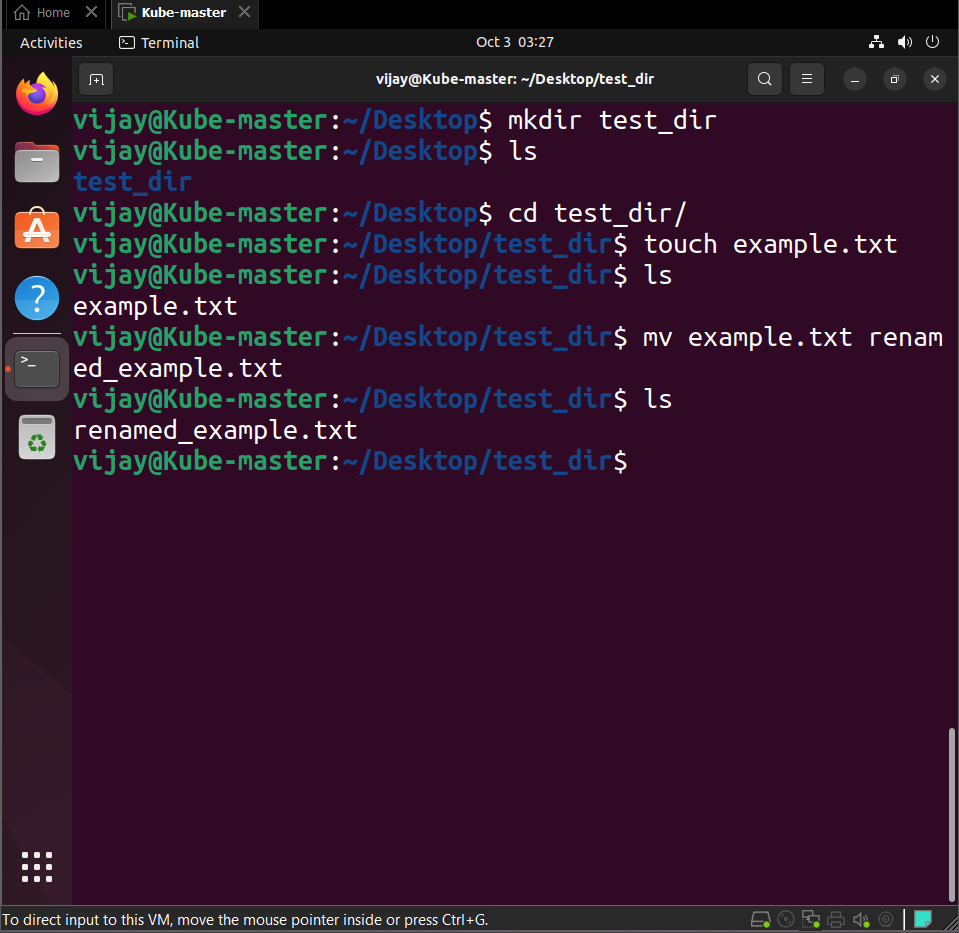 Home
Kube-master
Activities
Terminal
Oct 3 03:27
vijay@Kube-master: ~/Desktop/test_dir
vijay@Kube-master:~/Desktop$ mkdir test_dir
vijay@Kube-master:~/Desktop$ ls
test_dir
vijay@Kube-master:~/Desktop$ cd test_dir/
vijay@Kube-master:~/Desktop/test_dir$ touch example.txt
vijay@Kube-master:~/Desktop/test_dir$ ls
example.txt
vijay@Kube-master:~/Desktop/test_dir$ mv example.txt renam
ed_example.txt
vijay@Kube-master:~/Desktop/test_dir$ ls
renamed_example.txt
vijay@Kube-master:~/Desktop/test_dir$
To direct input to this VM, move the mouse pointer inside or press Ctrl+G.